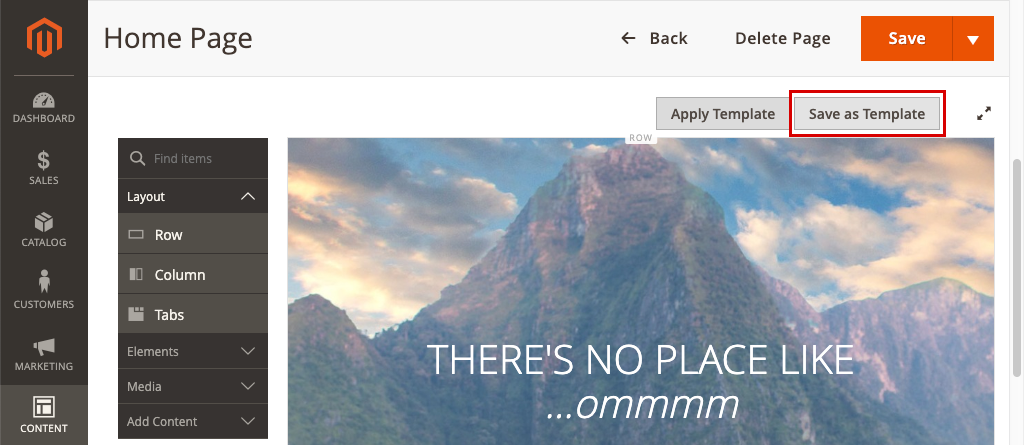 Home Page
Back
Delete Page
Save
Apply Template
Save as Template
DASHBOARD
SALES
CATALOG
CUSTOMERS
MARKETING
CONTENT
Find items
Layout
Row
Column
Tabs
Elements
Media
Add Content
ROW
THERE'S NO PLACE LIKE
...ommmm